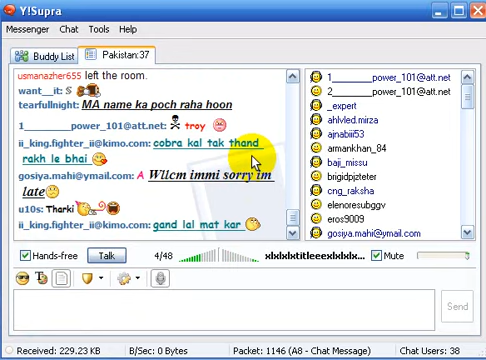 Y!Supra
Messenger Chat Tools Help
Buddy List Pakistan:37
usmanazher655 left the room.
want__it: S
tearfullnight: MA name ka poch raha hoon
1________power_101@att.net: troy
ii_king.fighter_ii@kimo.com: cobra kal tak thand
rakh le bhai
gosiya.mahi@ymail.com: A Wllcm immi sorry im
late
u10s: Tharki
ii_king.fighter_ii@kimo.com: gand lal mat kar
1________power_101@att.net
2________power_101@att.net
_expert
ahlvled.mirza
ajnabiii53
armankhan_84
bajj_missu
brigidpjzteter
cng_raksha
elenoresubggv
eros9009
gosiya.mahi@ymail.com
Hands-free Talk 4/48 xlxlxlxtitleeexlxlxlx... Mute
Send
Received: 229.23 KB B/Sec: 0 Bytes Packet: 1146 (A8 - Chat Message) Chat Users: 38